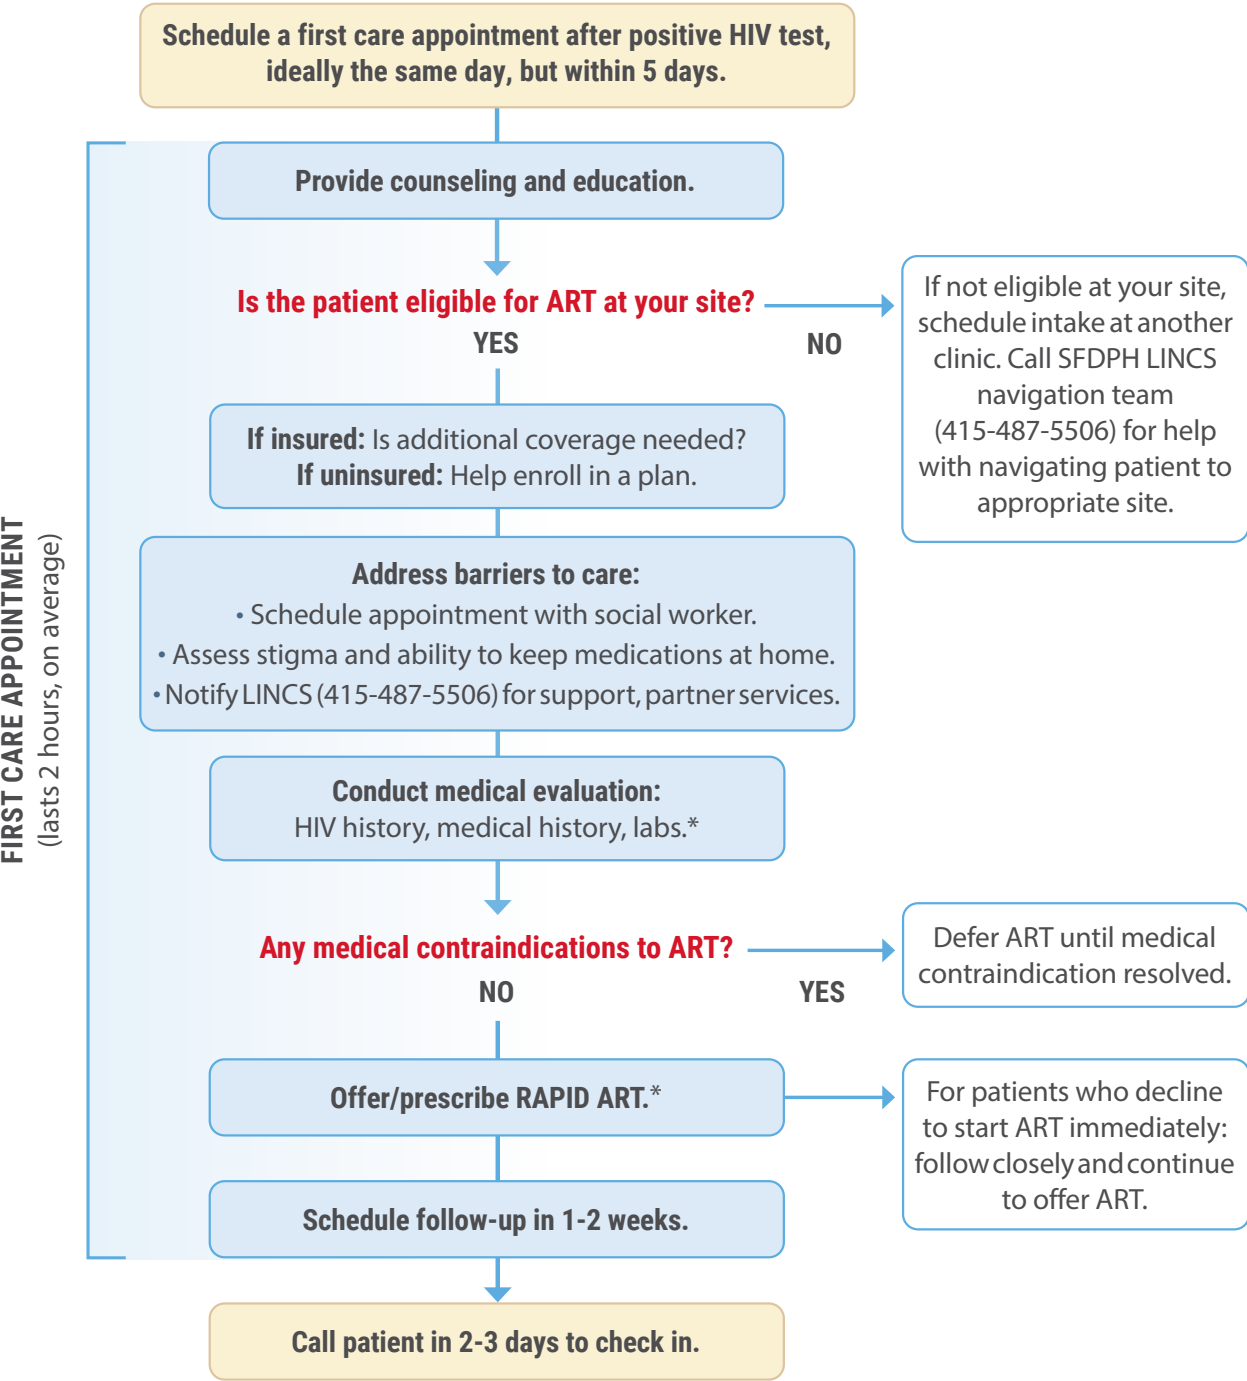 Schedule a first care appointment after positive HIV test,
ideally the same day, but within 5 days.
FIRST CARE APPOINTMENT
(lasts 2 hours, on average)
Provide counseling and education.
Is the patient eligible for ART at your site?
YES
NO
If not eligible at your site,
schedule intake at another
clinic. Call SFDPH LINCS
navigation team
(415-487-5506) for help
with navigating patient to
appropriate site.
If insured: Is additional coverage needed?
If uninsured: Help enroll in a plan.
Address barriers to care:
• Schedule appointment with social worker.
• Assess stigma and ability to keep medications at home.
• Notify LINCS (415-487-5506) for support, partner services.
Conduct medical evaluation:
HIV history, medical history, labs.*
Any medical contraindications to ART?
NO
YES
Defer ART until medical
contraindication resolved.
Offer/prescribe RAPID ART.*
For patients who decline
to start ART immediately:
follow closely and continue
to offer ART.
Schedule follow-up in 1-2 weeks.
Call patient in 2-3 days to check in.